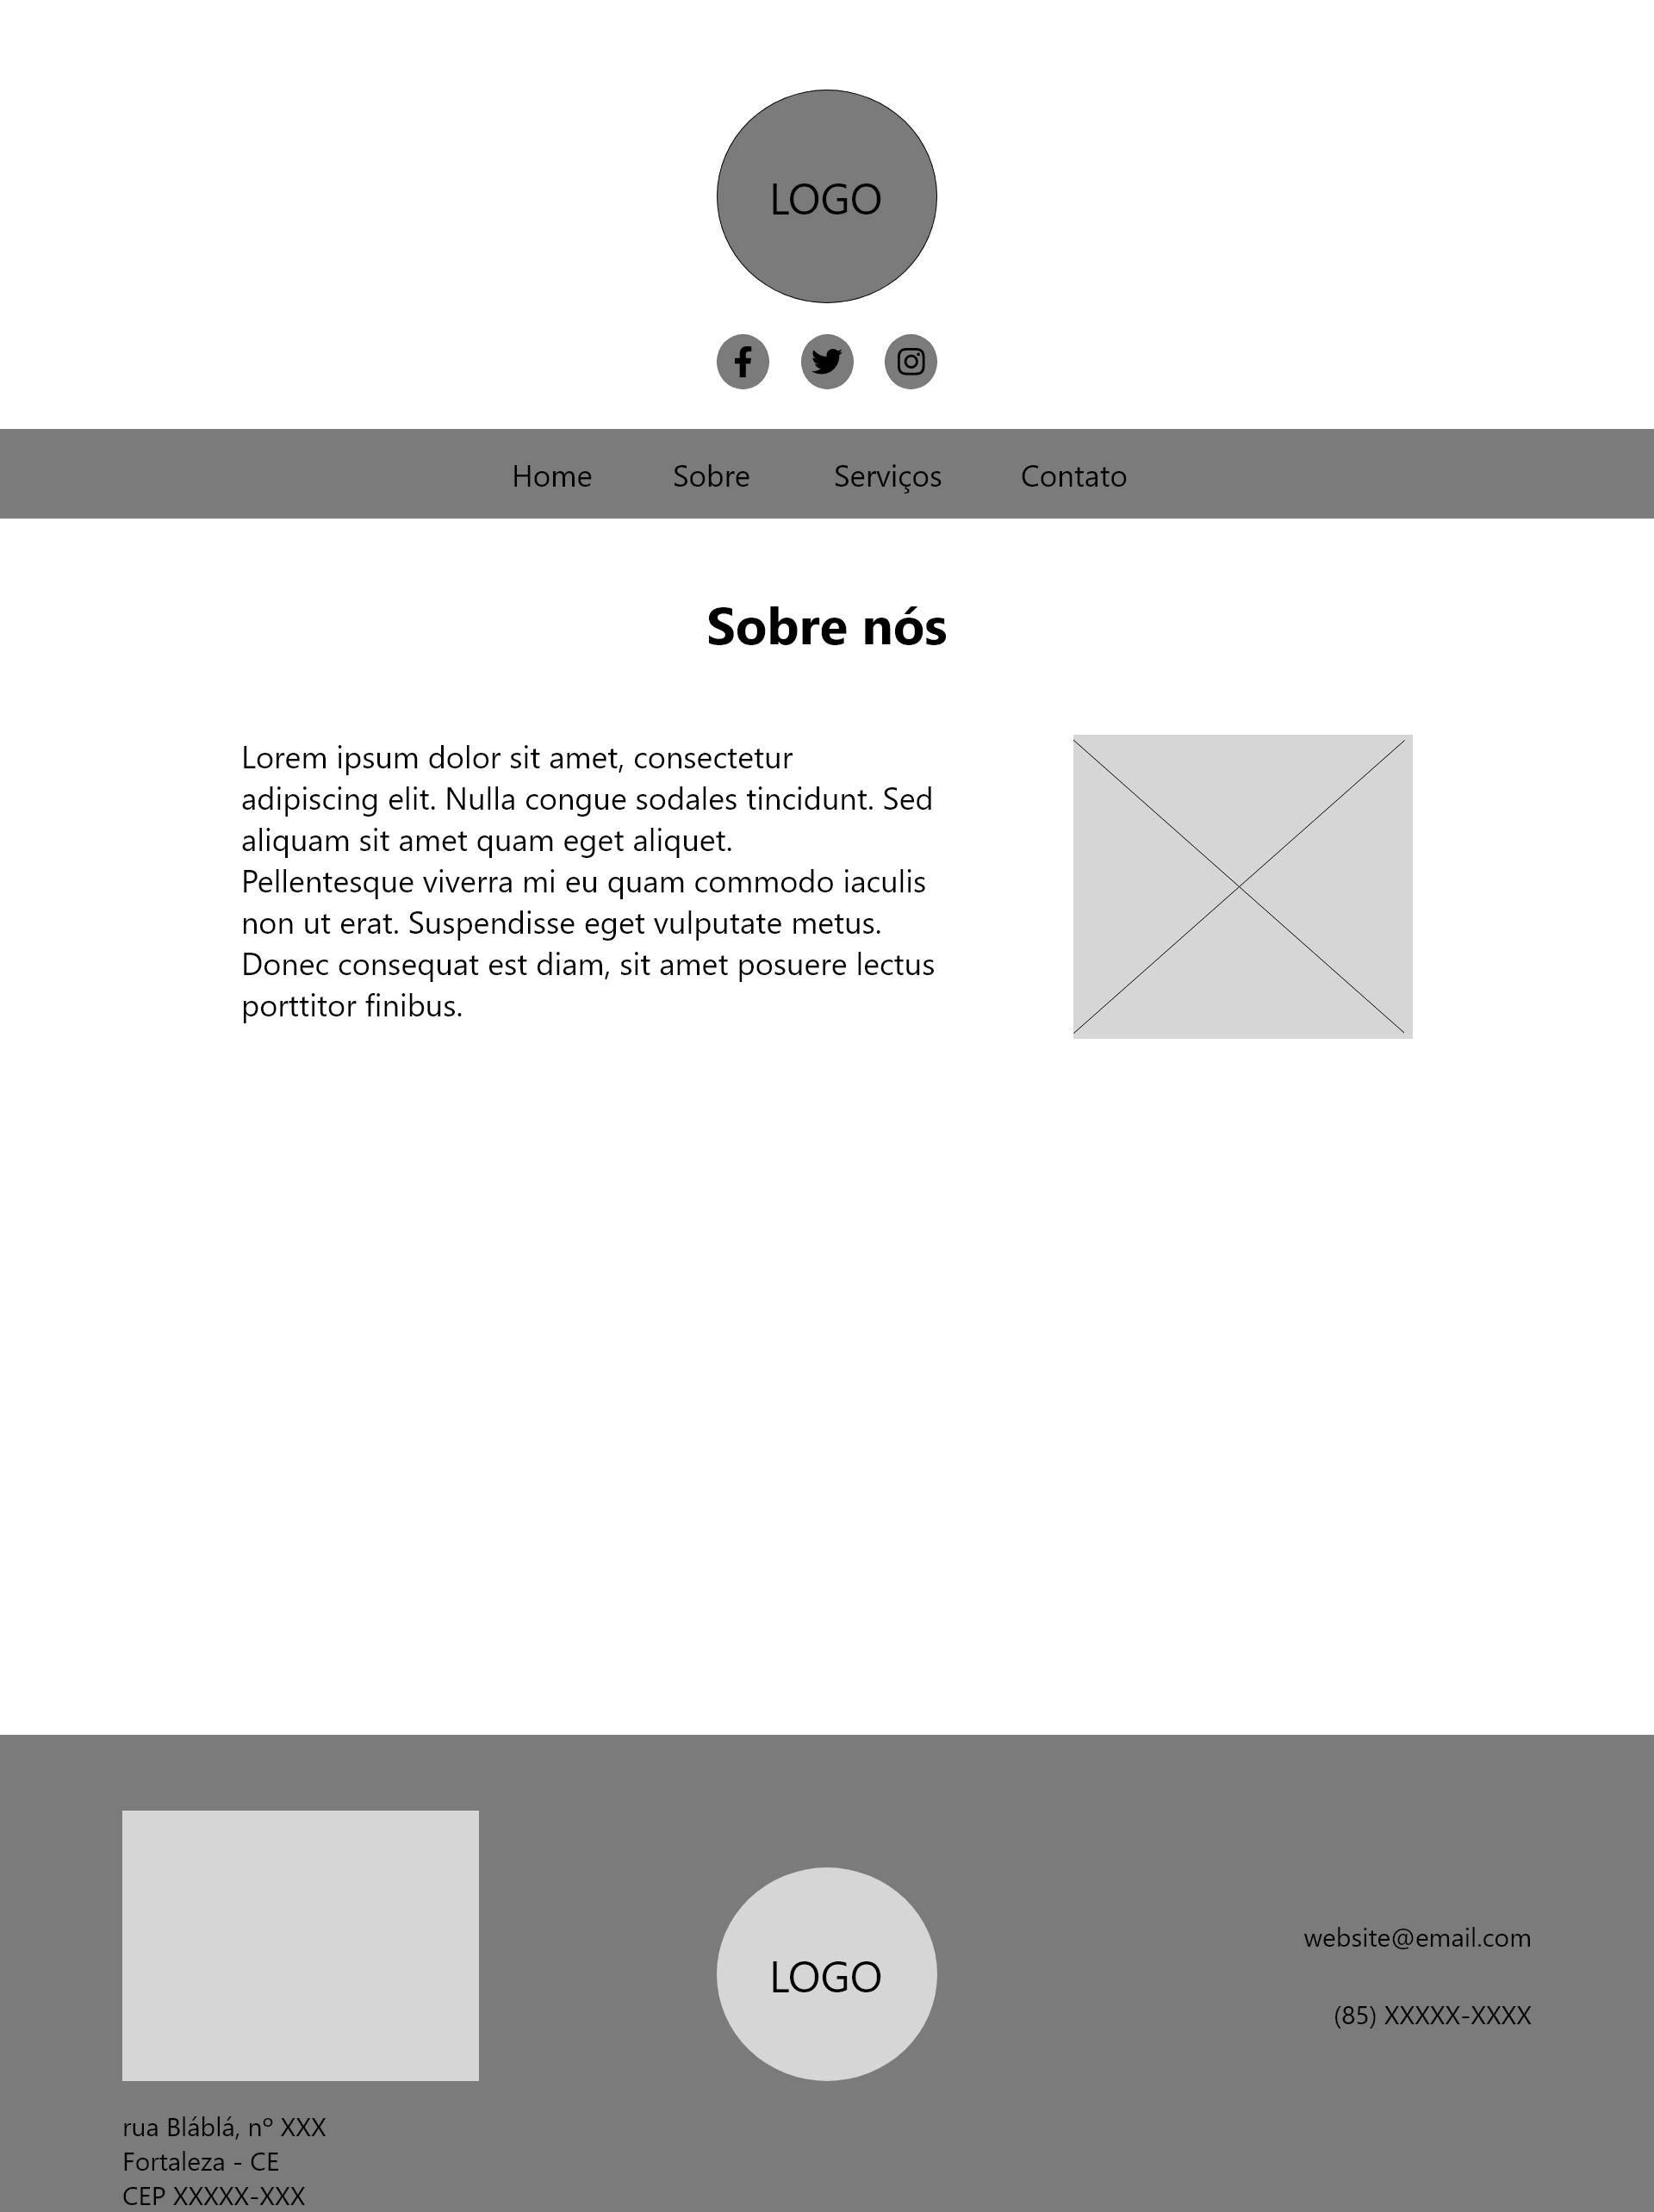 LOGO
Home Sobre Serviços Contato
Sobre nós
Lorem ipsum dolor sit amet, consectetur
adipiscing elit. Nulla congue sodales tincidunt. Sed
aliquam sit amet quam eget aliquet.
Pellentesque viverra mi eu quam commodo iaculis
non ut erat. Suspendisse eget vulputate metus.
Donec consequat est diam, sit amet posuere lectus
porttitor finibus.
LOGO
website@email.com
(85) XXXXX-XXXX
rua Bláblá, nº XXX
Fortaleza - CE
CEP XXXXX-XXX